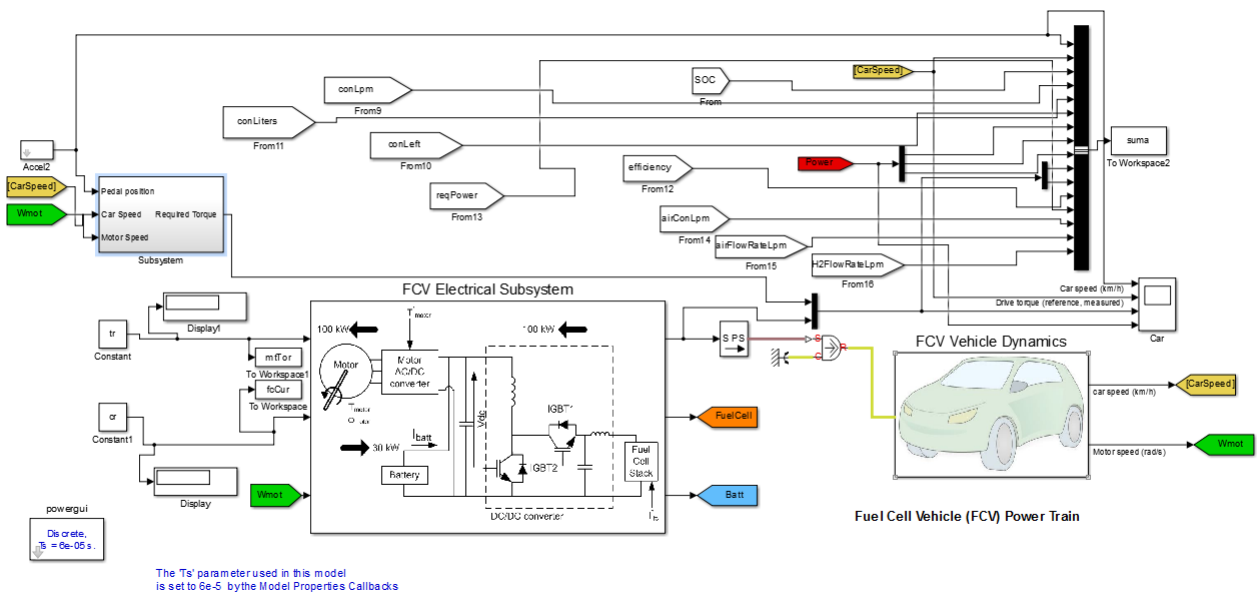 [CarSpeed]
SOC
From
conLpm
From9
conLiters
From11
conLeft
From10
suma
To Workspace2
Power
efficiency
From12
reqPower
From13
Accel2
[CarSpeed]
Wmot
Pedal position
Car Speed
Required Torque
Motor Speed
Subsystem
airConLpm
From14
airFlowRateLpm
From15
H2FlowRateLpm
From16
Car speed (km/h)
Drive torque (reference, measured)
Car
FCV Electrical Subsystem
Display1
tr
Constant
mtTor
To Workspace1
fcCur
To Workspace
cr
Constant1
Display
Wmot
100 kW
T*motor
100 kW
Motor
Motor
AC/DC
converter
Vdc
IGBT1
30 kW
Ibatt
Battery
IGBT2
Fuel
Cell
Stack
DC/DC converter
S PS
S
C
R
FuelCell
Batt
FCV Vehicle Dynamics
car speed (km/h)
[CarSpeed]
Motor speed (rad/s)
Wmot
Fuel Cell Vehicle (FCV) Power Train
powergui
Discrete,
Ts = 6e-05 s.
The 'Ts' parameter used in this model
is set to 6e-5 by the Model Properties Callbacks